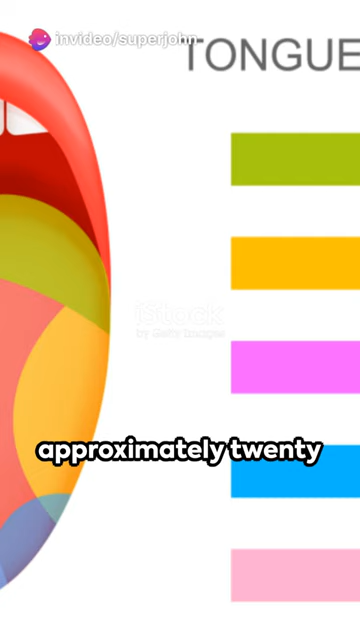 invideo/superjohn
TONGUE
iStock
by Getty Images
approximately twenty